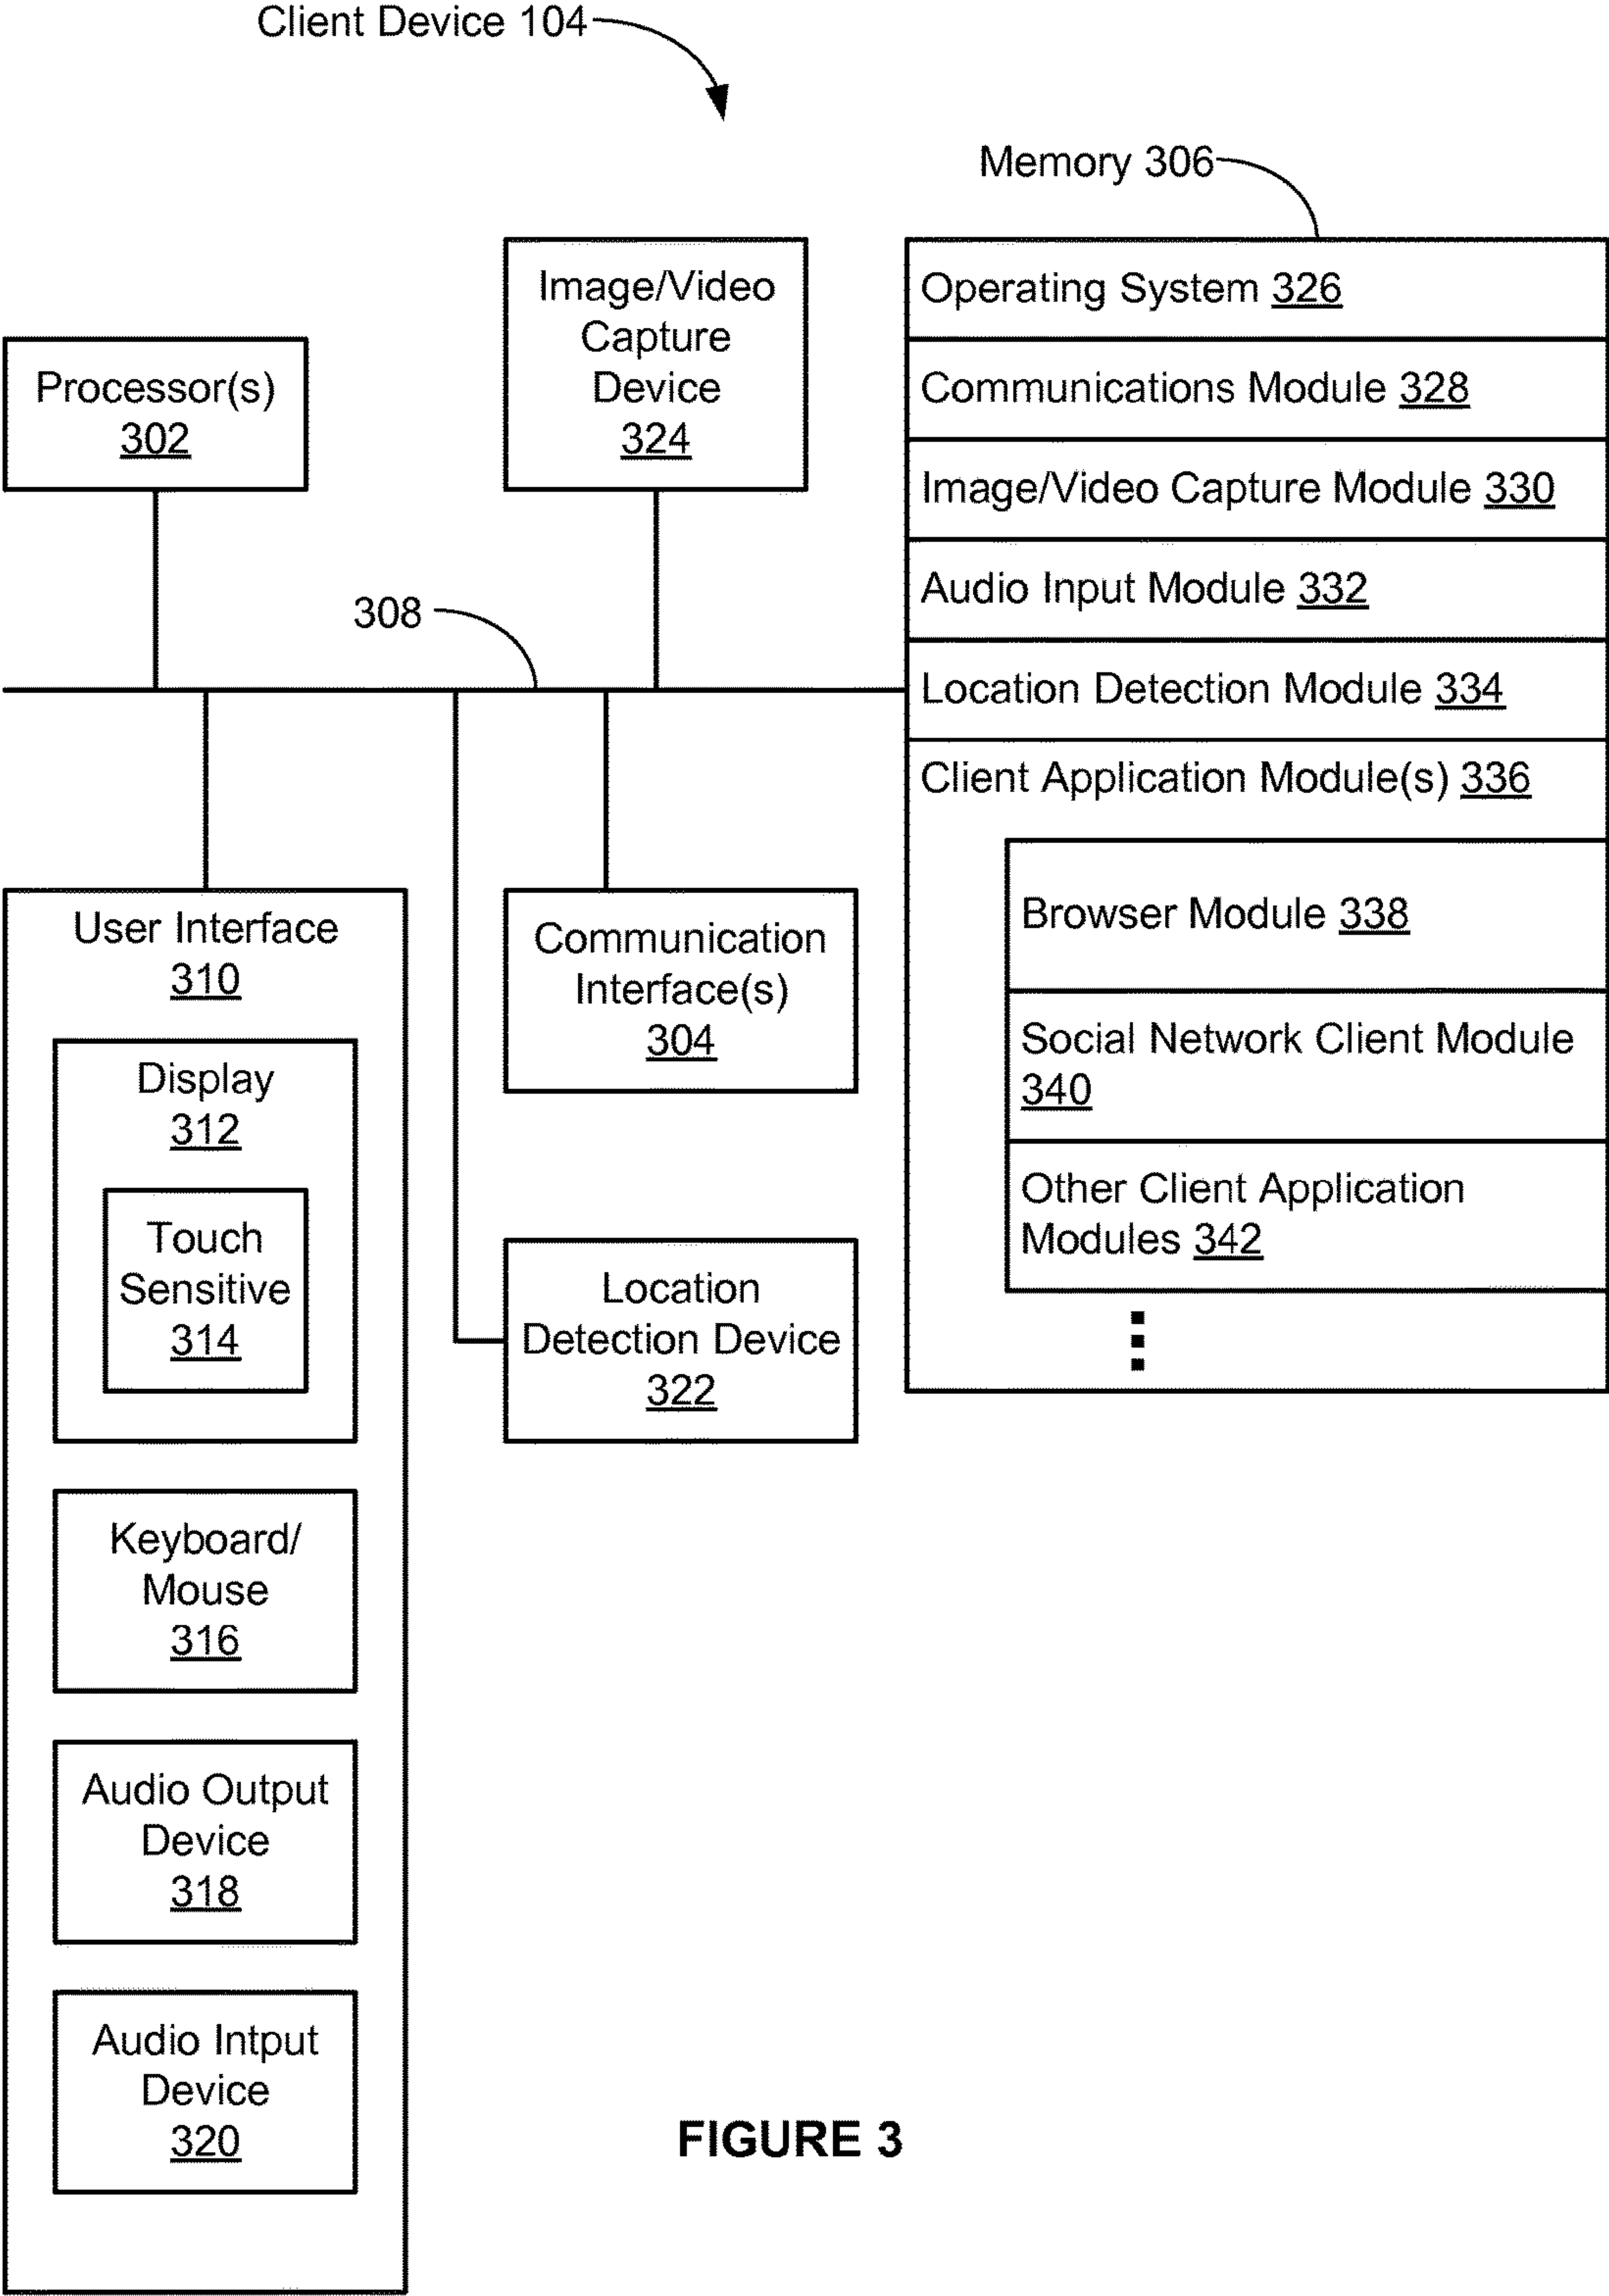 Client Device 104
Memory 306
Processor(s)
302
Image/Video
Capture
Device
324
308
Operating System 326
Communications Module 328
Image/Video Capture Module 330
Audio Input Module 332
Location Detection Module 334
Client Application Module(s) 336
Browser Module 338
Social Network Client Module
340
Other Client Application
Modules 342
User Interface
310
Display
312
Touch
Sensitive
314
Keyboard/
Mouse
316
Audio Output
Device
318
Audio Intput
Device
320
Communication
Interface(s)
304
Location
Detection Device
322
FIGURE 3